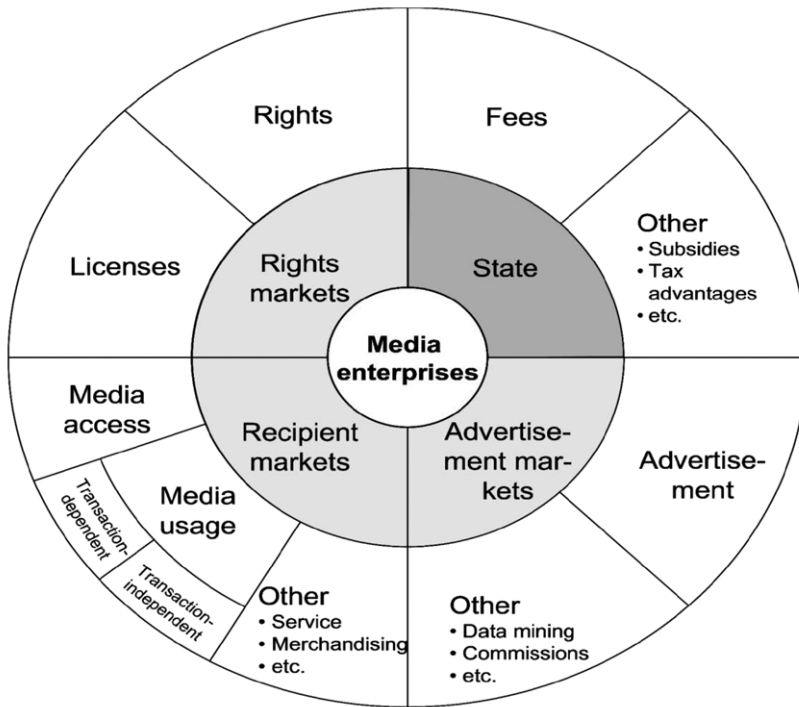 Rights
Fees
Licenses
Rights
markets
State
Other
• Subsidies
• Tax
advantages
• etc.
Media
enterprises
Media
access
Recipient
markets
Advertise-
ment mar-
kets
Advertise-
ment
Media
usage
Transaction-
dependent
Transaction-
independent
Other
• Service
• Merchandising
• etc.
Other
• Data mining
• Commissions
• etc.